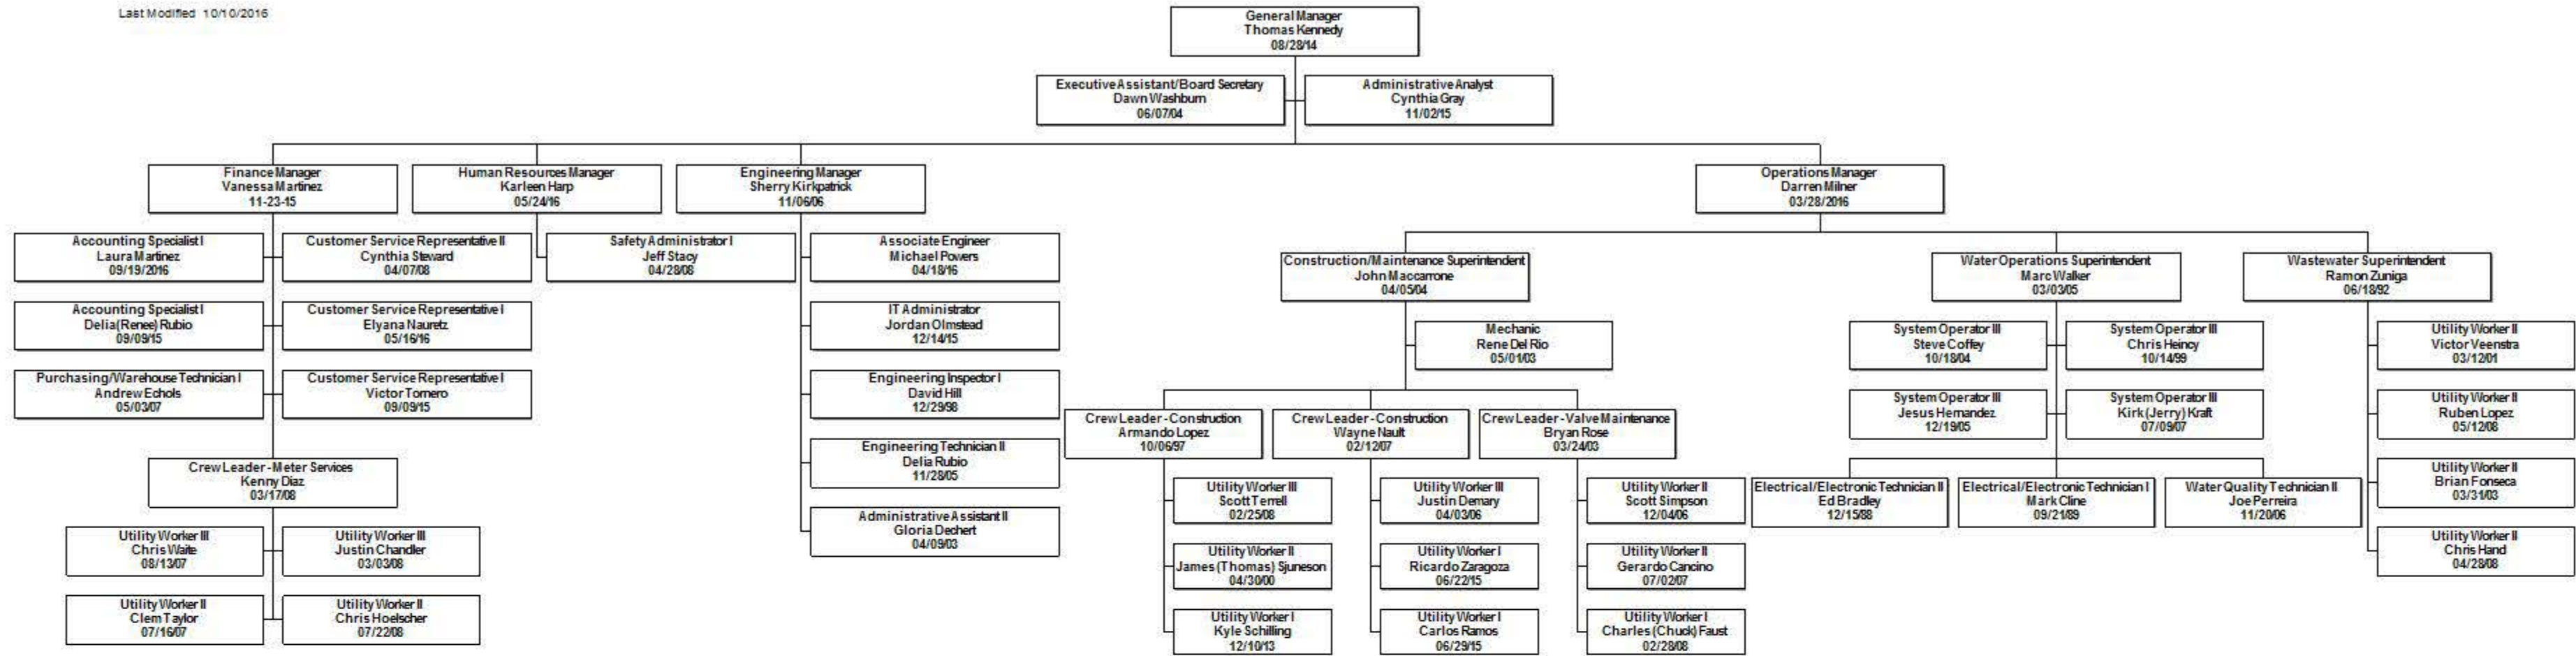 Last Modified 10/10/2016
General Manager
Thomas Kennedy
08/28/14
Executive Assistant/Board Secretary
Dawn Washburn
06/07/04
Administrative Analyst
Cynthia Gray
11/02/15
Finance Manager
Vanessa Martinez
11-23-15
Human Resources Manager
Karleen Harp
05/24/16
Engineering Manager
Sherry Kirkpatrick
11/06/06
Operations Manager
Darren Milner
03/28/2016
Accounting Specialist I
Laura Martinez
09/19/2016
Customer Service Representative II
Cynthia Steward
04/07/08
Accounting Specialist I
Delia(Renee) Rubio
09/09/15
Customer Service Representative I
Elyana Nauretz
05/16/16
Purchasing/Warehouse Technician I
Andrew Echols
05/03/07
Customer Service Representative I
Victor Tornero
09/09/15
Crew Leader - Meter Services
Kenny Diaz
03/17/08
Utility Worker III
Chris Waite
08/13/07
Utility Worker III
Justin Chandler
03/03/08
Utility Worker II
Clem Taylor
07/16/07
Utility Worker II
Chris Hoelscher
07/22/08
Safety Administrator I
Jeff Stacy
04/28/08
Associate Engineer
Michael Powers
04/18/16
IT Administrator
Jordan Olmstead
12/14/15
Engineering Inspector I
David Hill
12/29/98
Engineering Technician II
Delia Rubio
11/28/05
Administrative Assistant II
Gloria Dechert
04/09/03
Construction/Maintenance Superintendent
John Maccarrone
04/05/04
Mechanic
Rene Del Rio
05/01/03
Crew Leader - Construction
Armando Lopez
10/06/97
Utility Worker III
Scott Terrell
02/25/08
Utility Worker II
James (Thomas) Sjuneson
04/30/00
Utility Worker I
Kyle Schilling
12/10/13
Crew Leader - Construction
Wayne Nault
02/12/07
Utility Worker III
Justin Demary
04/03/06
Utility Worker I
Ricardo Zaragoza
06/22/15
Utility Worker I
Carlos Ramos
06/29/15
Crew Leader - Valve Maintenance
Bryan Rose
03/24/03
Utility Worker II
Scott Simpson
12/04/06
Utility Worker II
Gerardo Cancino
07/02/07
Utility Worker I
Charles (Chuck) Faust
02/28/08
Water Operations Superintendent
Marc Walker
03/03/05
System Operator III
Steve Coffey
10/18/04
System Operator III
Chris Heincy
10/14/99
System Operator III
Jesus Hernandez
12/19/05
System Operator III
Kirk (Jerry) Kraft
07/09/07
Electrical/Electronic Technician II
Ed Bradley
12/15/88
Electrical/Electronic Technician I
Mark Cline
09/21/89
Water Quality Technician II
Joe Perreira
11/20/06
Wastewater Superintendent
Ramon Zuniga
06/18/92
Utility Worker II
Victor Veenstra
03/12/01
Utility Worker II
Ruben Lopez
05/12/08
Utility Worker II
Brian Fonseca
03/31/03
Utility Worker II
Chris Hand
04/28/08